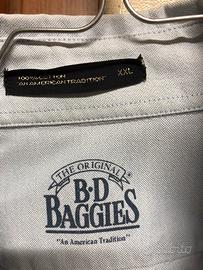 100% COTTON
"AN AMERICAN TRADITION"
XXL
THE ORIGINAL
B·D
BAGGIES
®
"An American Tradition"